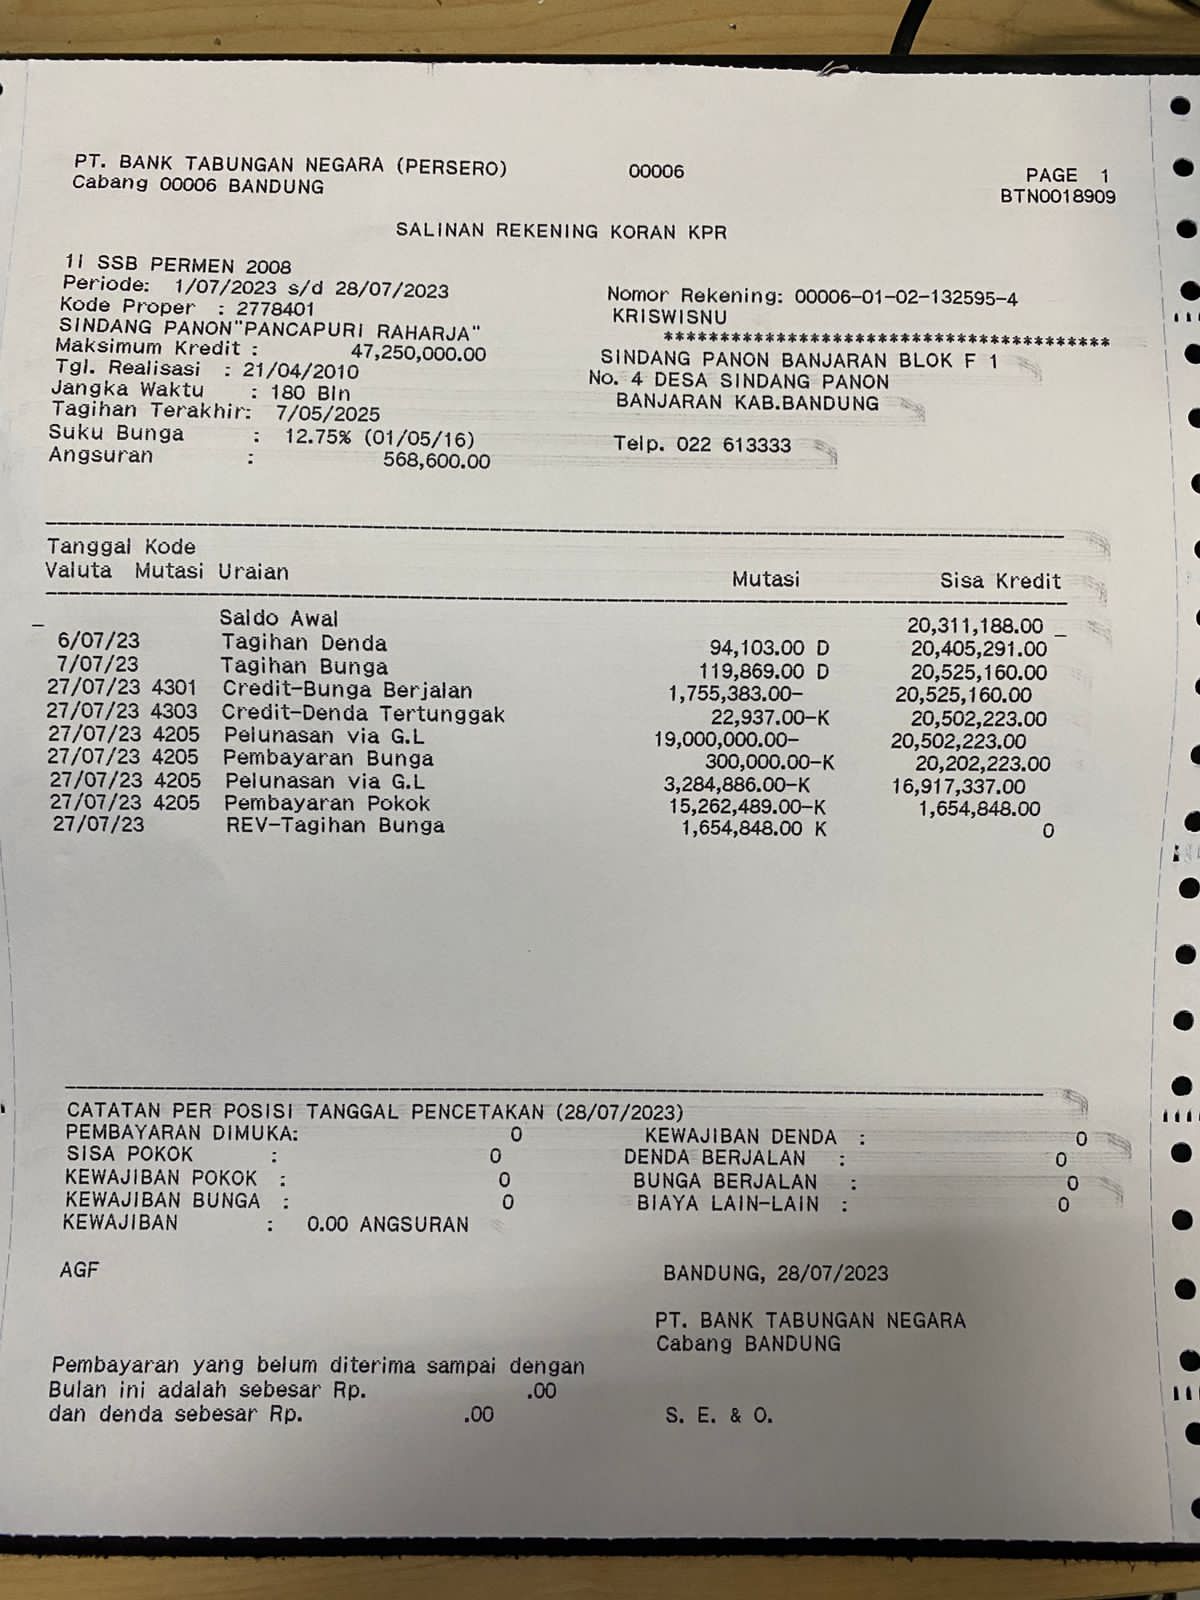 PT. BANK TABUNGAN NEGARA (PERSERO) 00006 PAGE 1
Cabang 00006 BANDUNG BTN0018909
SALINAN REKENING KORAN KPR
1I SSB PERMEN 2008
Periode: 1/07/2023 s/d 28/07/2023 Nomor Rekening: 00006-01-02-132595-4
Kode Proper : 2778401 KRISWISNU
SINDANG PANON"PANCAPURI RAHARJA" ****************************************
Maksimum Kredit : 47,250,000.00 SINDANG PANON BANJARAN BLOK F 1
Tgl. Realisasi : 21/04/2010 No. 4 DESA SINDANG PANON
Jangka Waktu : 180 Bln BANJARAN KAB.BANDUNG
Tagihan Terakhir: 7/05/2025
Suku Bunga : 12.75% (01/05/16) Telp. 022 613333
Angsuran : 568,600.00
Tanggal Kode
Valuta Mutasi Uraian Mutasi Sisa Kredit
_ Saldo Awal 20,311,188.00 _
6/07/23 Tagihan Denda 94,103.00 D 20,405,291.00
7/07/23 Tagihan Bunga 119,869.00 D 20,525,160.00
27/07/23 4301 Credit-Bunga Berjalan 1,755,383.00- 20,525,160.00
27/07/23 4303 Credit-Denda Tertunggak 22,937.00-K 20,502,223.00
27/07/23 4205 Pelunasan via G.L 19,000,000.00- 20,502,223.00
27/07/23 4205 Pembayaran Bunga 300,000.00-K 20,202,223.00
27/07/23 4205 Pelunasan via G.L 3,284,886.00-K 16,917,337.00
27/07/23 4205 Pembayaran Pokok 15,262,489.00-K 1,654,848.00
27/07/23 REV-Tagihan Bunga 1,654,848.00 K 0
CATATAN PER POSISI TANGGAL PENCETAKAN (28/07/2023)
PEMBAYARAN DIMUKA: 0 KEWAJIBAN DENDA : 0
SISA POKOK : 0 DENDA BERJALAN : 0
KEWAJIBAN POKOK : 0 BUNGA BERJALAN : 0
KEWAJIBAN BUNGA : 0 BIAYA LAIN-LAIN : 0
KEWAJIBAN : 0.00 ANGSURAN
AGF BANDUNG, 28/07/2023
PT. BANK TABUNGAN NEGARA
Cabang BANDUNG
Pembayaran yang belum diterima sampai dengan
Bulan ini adalah sebesar Rp. .00
dan denda sebesar Rp. .00 S. E. & O.